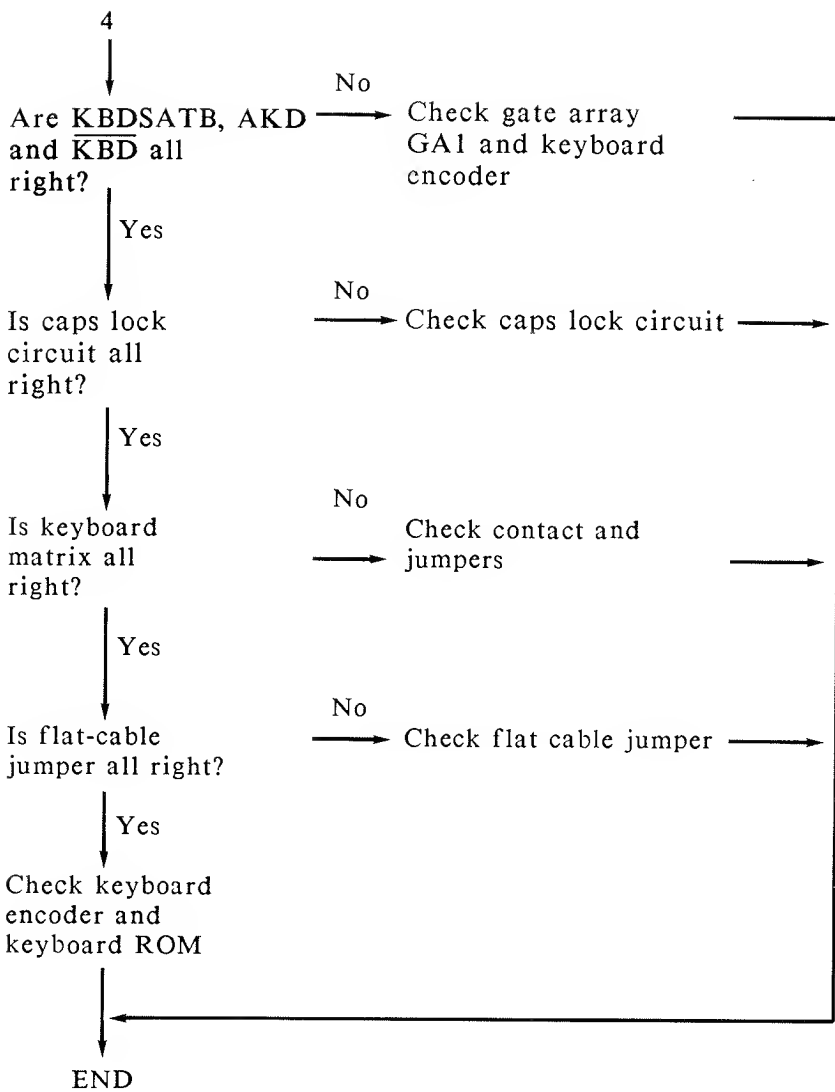 4
No
Are KBDSATB, AKD
and KBD all
right?
Check gate array
GA1 and keyboard
encoder
Yes
No
Is caps lock
circuit all
right?
Check caps lock circuit
Yes
No
Is keyboard
matrix all
right?
Check contact and
jumpers
Yes
No
Is flat-cable
jumper all right?
Check flat cable jumper
Yes
Check keyboard
encoder and
keyboard ROM
END